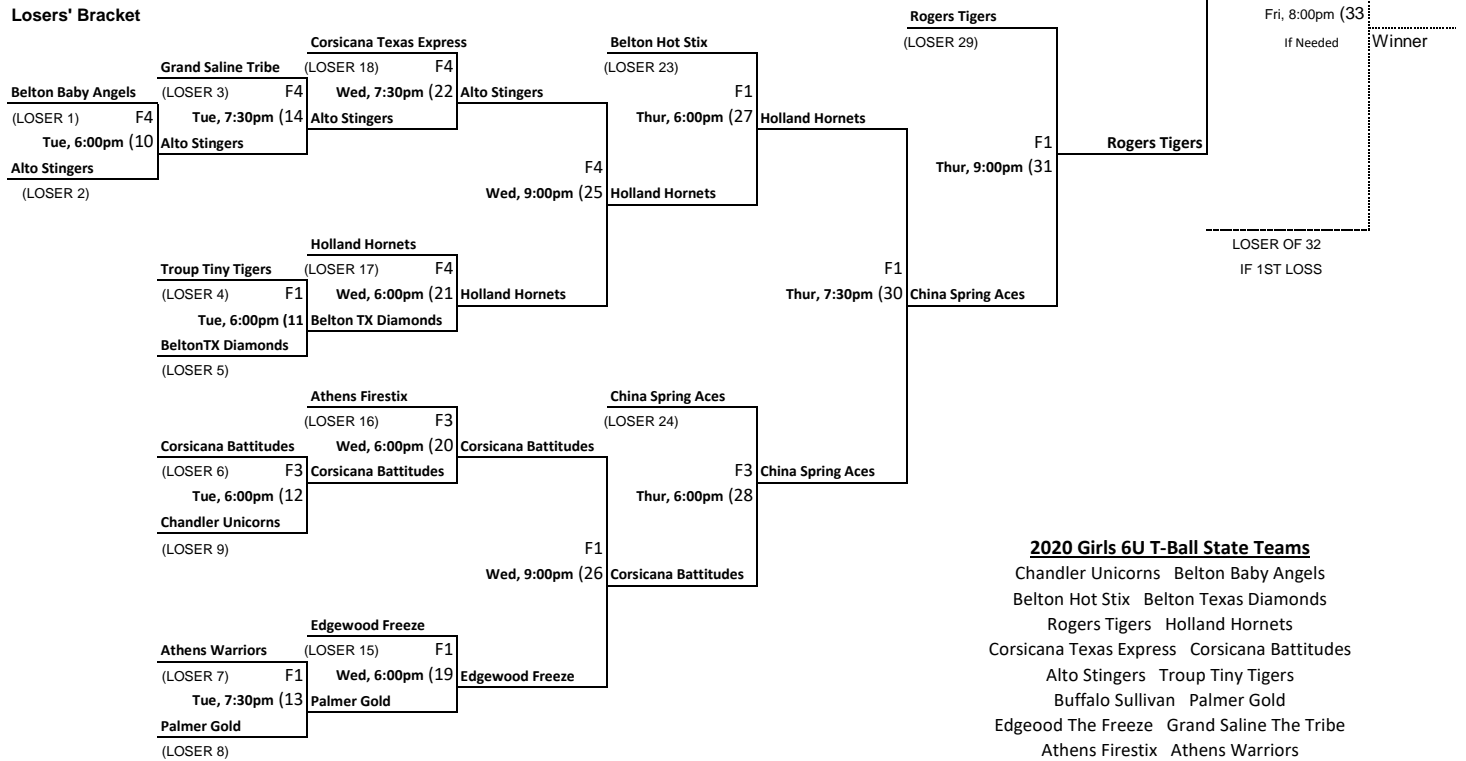 Losers' Bracket
Rogers Tigers
Fri, 8:00pm (33
Corsicana Texas Express
Belton Hot Stix
(LOSER 29)
If Needed
Winner
Grand Saline Tribe
(LOSER 18)
F4
(LOSER 23)
Belton Baby Angels
(LOSER 3)
F4
Wed, 7:30pm (22
Alto Stingers
F1
(LOSER 1)
F4
Tue, 7:30pm (14
Alto Stingers
Thur, 6:00pm (27
Holland Hornets
Tue, 6:00pm (10
Alto Stingers
F1
Rogers Tigers
Alto Stingers
F4
Thur, 9:00pm (31
(LOSER 2)
Wed, 9:00pm (25
Holland Hornets
Holland Hornets
LOSER OF 32
Troup Tiny Tigers
(LOSER 17)
F4
F1
IF 1ST LOSS
(LOSER 4)
F1
Wed, 6:00pm (21
Holland Hornets
Thur, 7:30pm (30
China Spring Aces
Tue, 6:00pm (11
Belton TX Diamonds
BeltonTX Diamonds
(LOSER 5)
Athens Firestix
China Spring Aces
(LOSER 16)
F3
(LOSER 24)
Corsicana Battitudes
Wed, 6:00pm (20
Corsicana Battitudes
(LOSER 6)
F3
Corsicana Battitudes
F3
China Spring Aces
Tue, 6:00pm (12
Thur, 6:00pm (28
Chandler Unicorns
(LOSER 9)
F1
Wed, 9:00pm (26
Corsicana Battitudes
Edgewood Freeze
Athens Warriors
(LOSER 15)
F1
(LOSER 7)
F1
Wed, 6:00pm (19
Edgewood Freeze
Tue, 7:30pm (13
Palmer Gold
Palmer Gold
(LOSER 8)
2020 Girls 6U T-Ball State Teams
Chandler Unicorns Belton Baby Angels
Belton Hot Stix Belton Texas Diamonds
Rogers Tigers Holland Hornets
Corsicana Texas Express Corsicana Battitudes
Alto Stingers Troup Tiny Tigers
Buffalo Sullivan Palmer Gold
Edgeood The Freeze Grand Saline The Tribe
Athens Firestix Athens Warriors